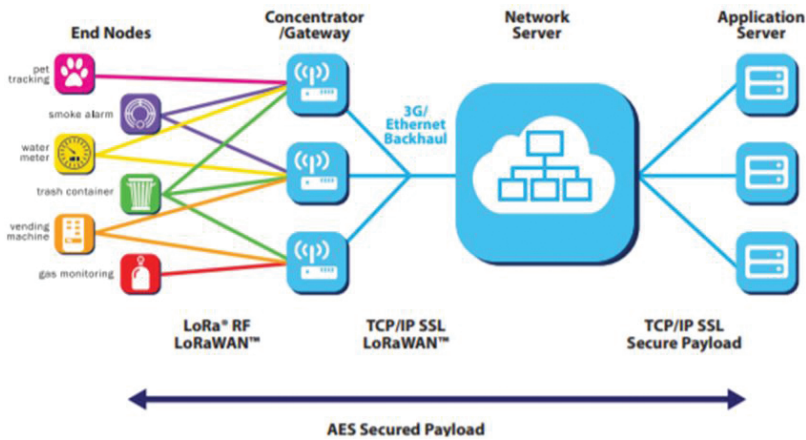 End Nodes
Concentrator
/Gateway
Network
Server
Application
Server
pet
tracking
smoke alarm
water
meter
trash container
vending
machine
gas monitoring
3G/
Ethernet
Backhaul
LoRa® RF
LoRaWAN™
TCP/IP SSL
LoRaWAN™
TCP/IP SSL
Secure Payload
AES Secured Payload